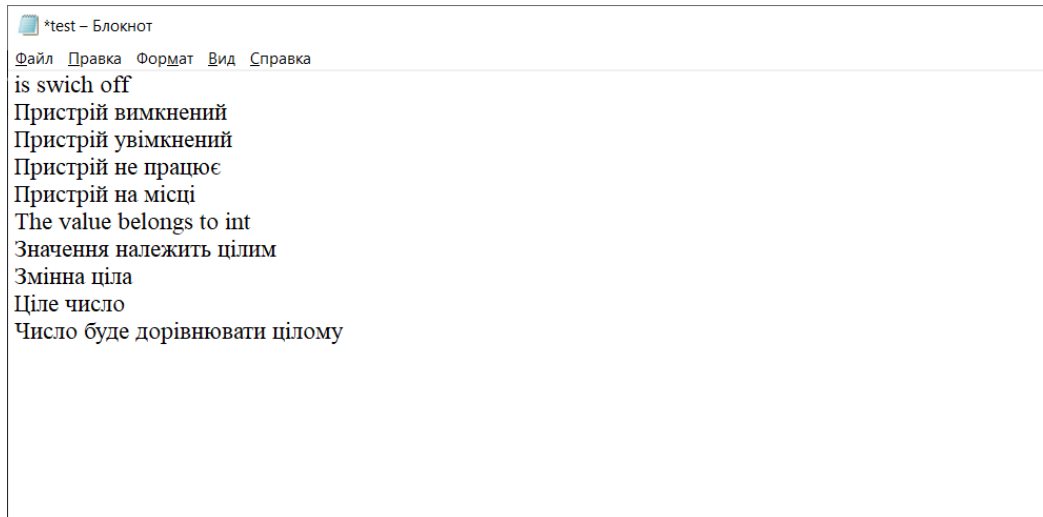 *test – Блокнот
Файл Правка Формат Вид Справка
is swich off
Пристрій вимкнений
Пристрій увімкнений
Пристрій не працює
Пристрій на місці
The value belongs to int
Значення належить цілим
Змінна ціла
Ціле число
Число буде дорівнювати цілому